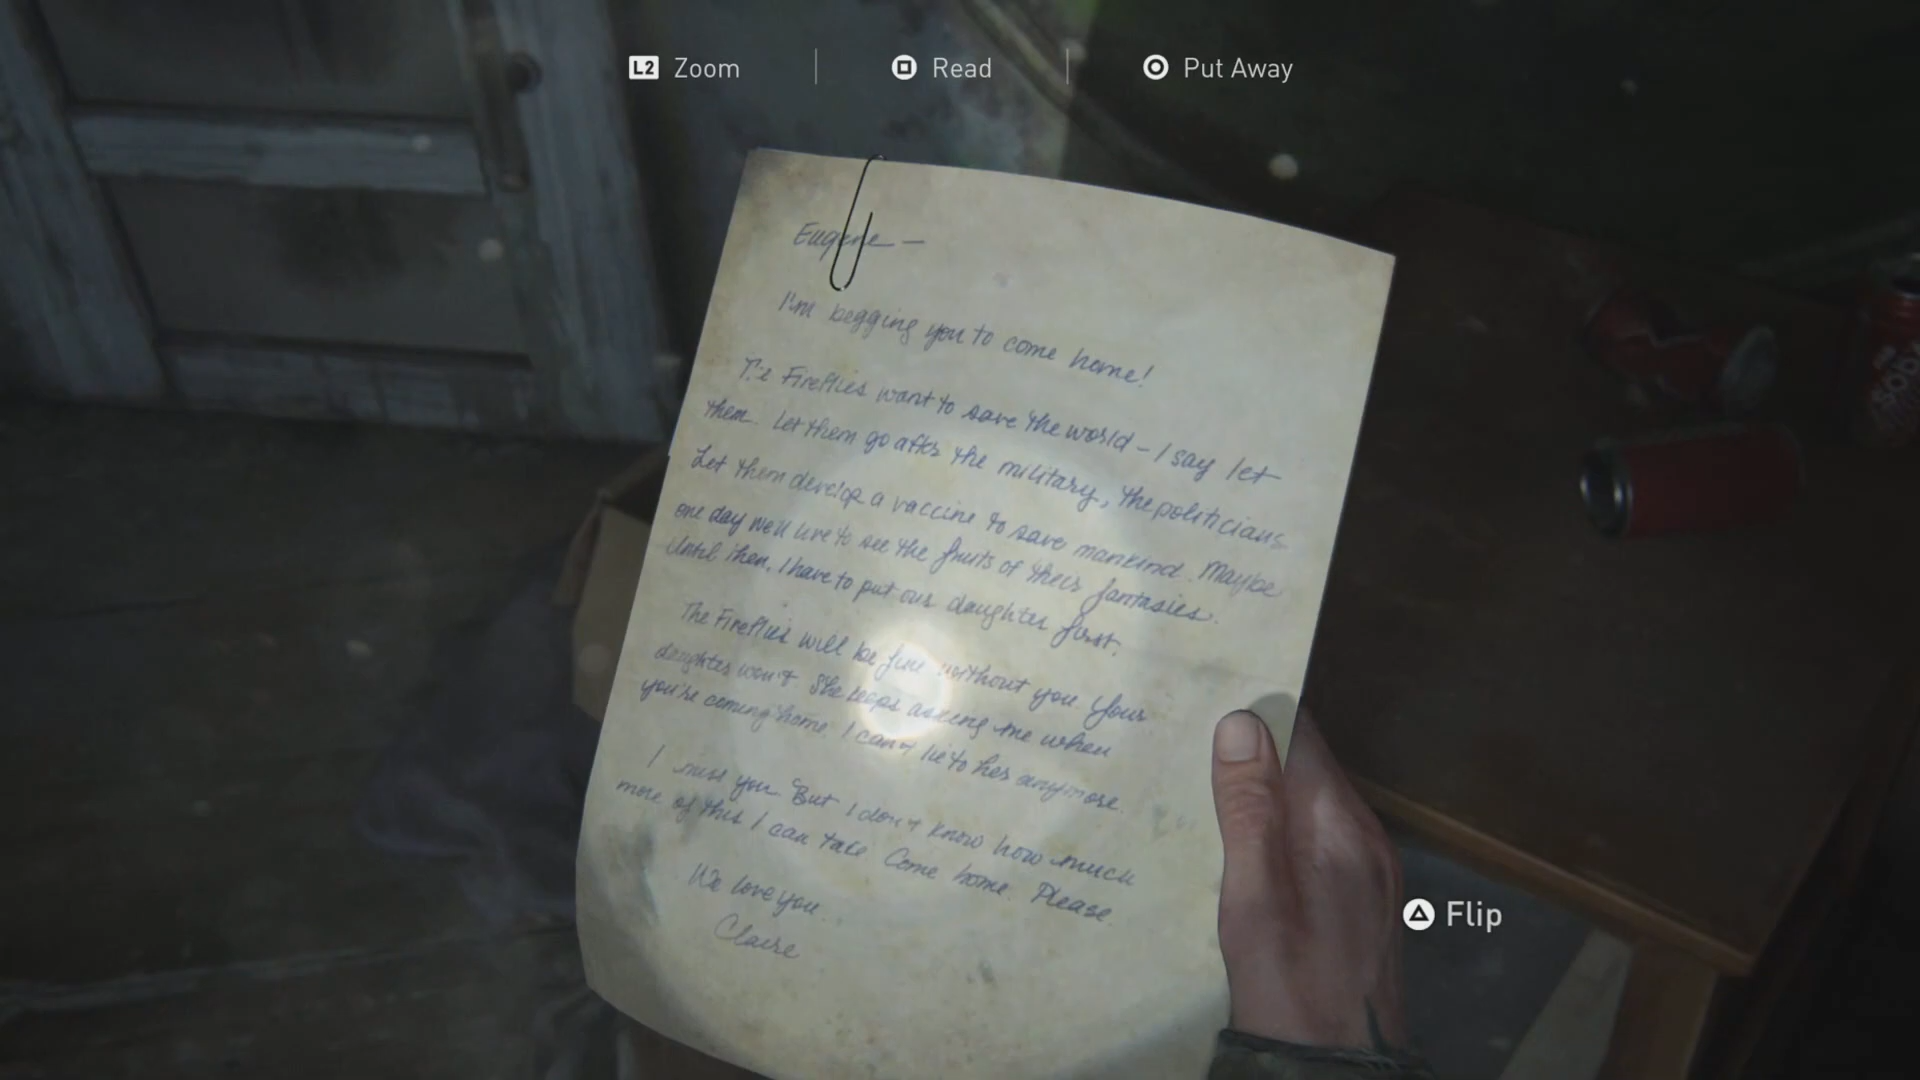 L2 Zoom
Read
Put Away
Eugene —
I'm begging you to come home!
The Fireflies want to save the world - I say let
them. Let them go after the military, the politicians.
Let them develop a vaccine to save mankind. Maybe
one day we'll live to see the fruits of their fantasies.
Until then, I have to put our daughter first.
The Fireflies will be fine without you. Your
daughter won't. She keeps asking me when
you're coming home. I can't lie to her anymore.
I miss you. But I don't know how much
more of this I can take. Come home. Please.
We love you.
Claire
Flip
SODA